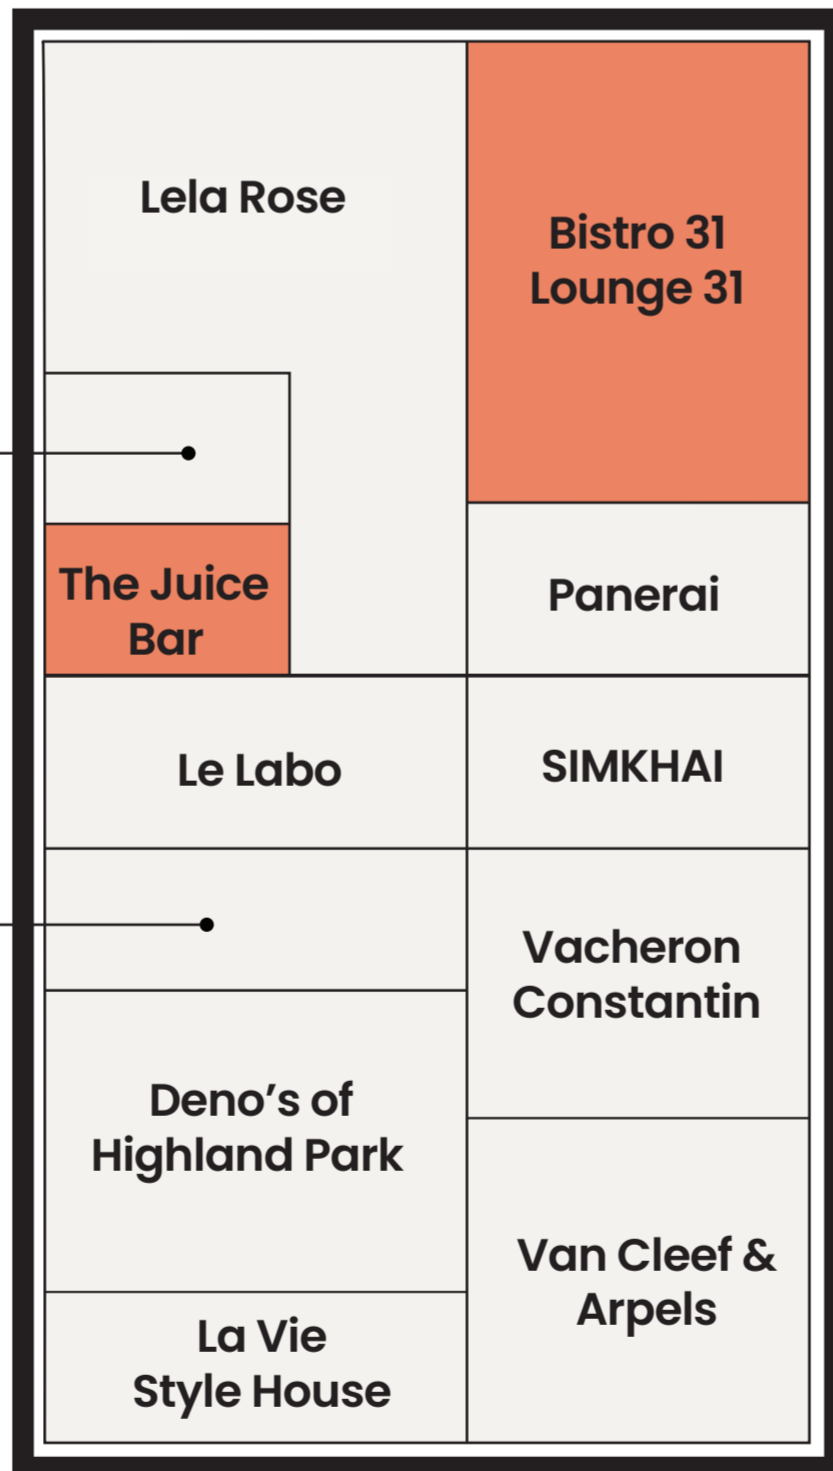 Lela Rose
Bistro 31
Lounge 31
The Juice
Bar
Panerai
Le Labo
SIMKHAI
Vacheron
Constantin
Deno’s of
Highland Park
Van Cleef &
Arpels
La Vie
Style House